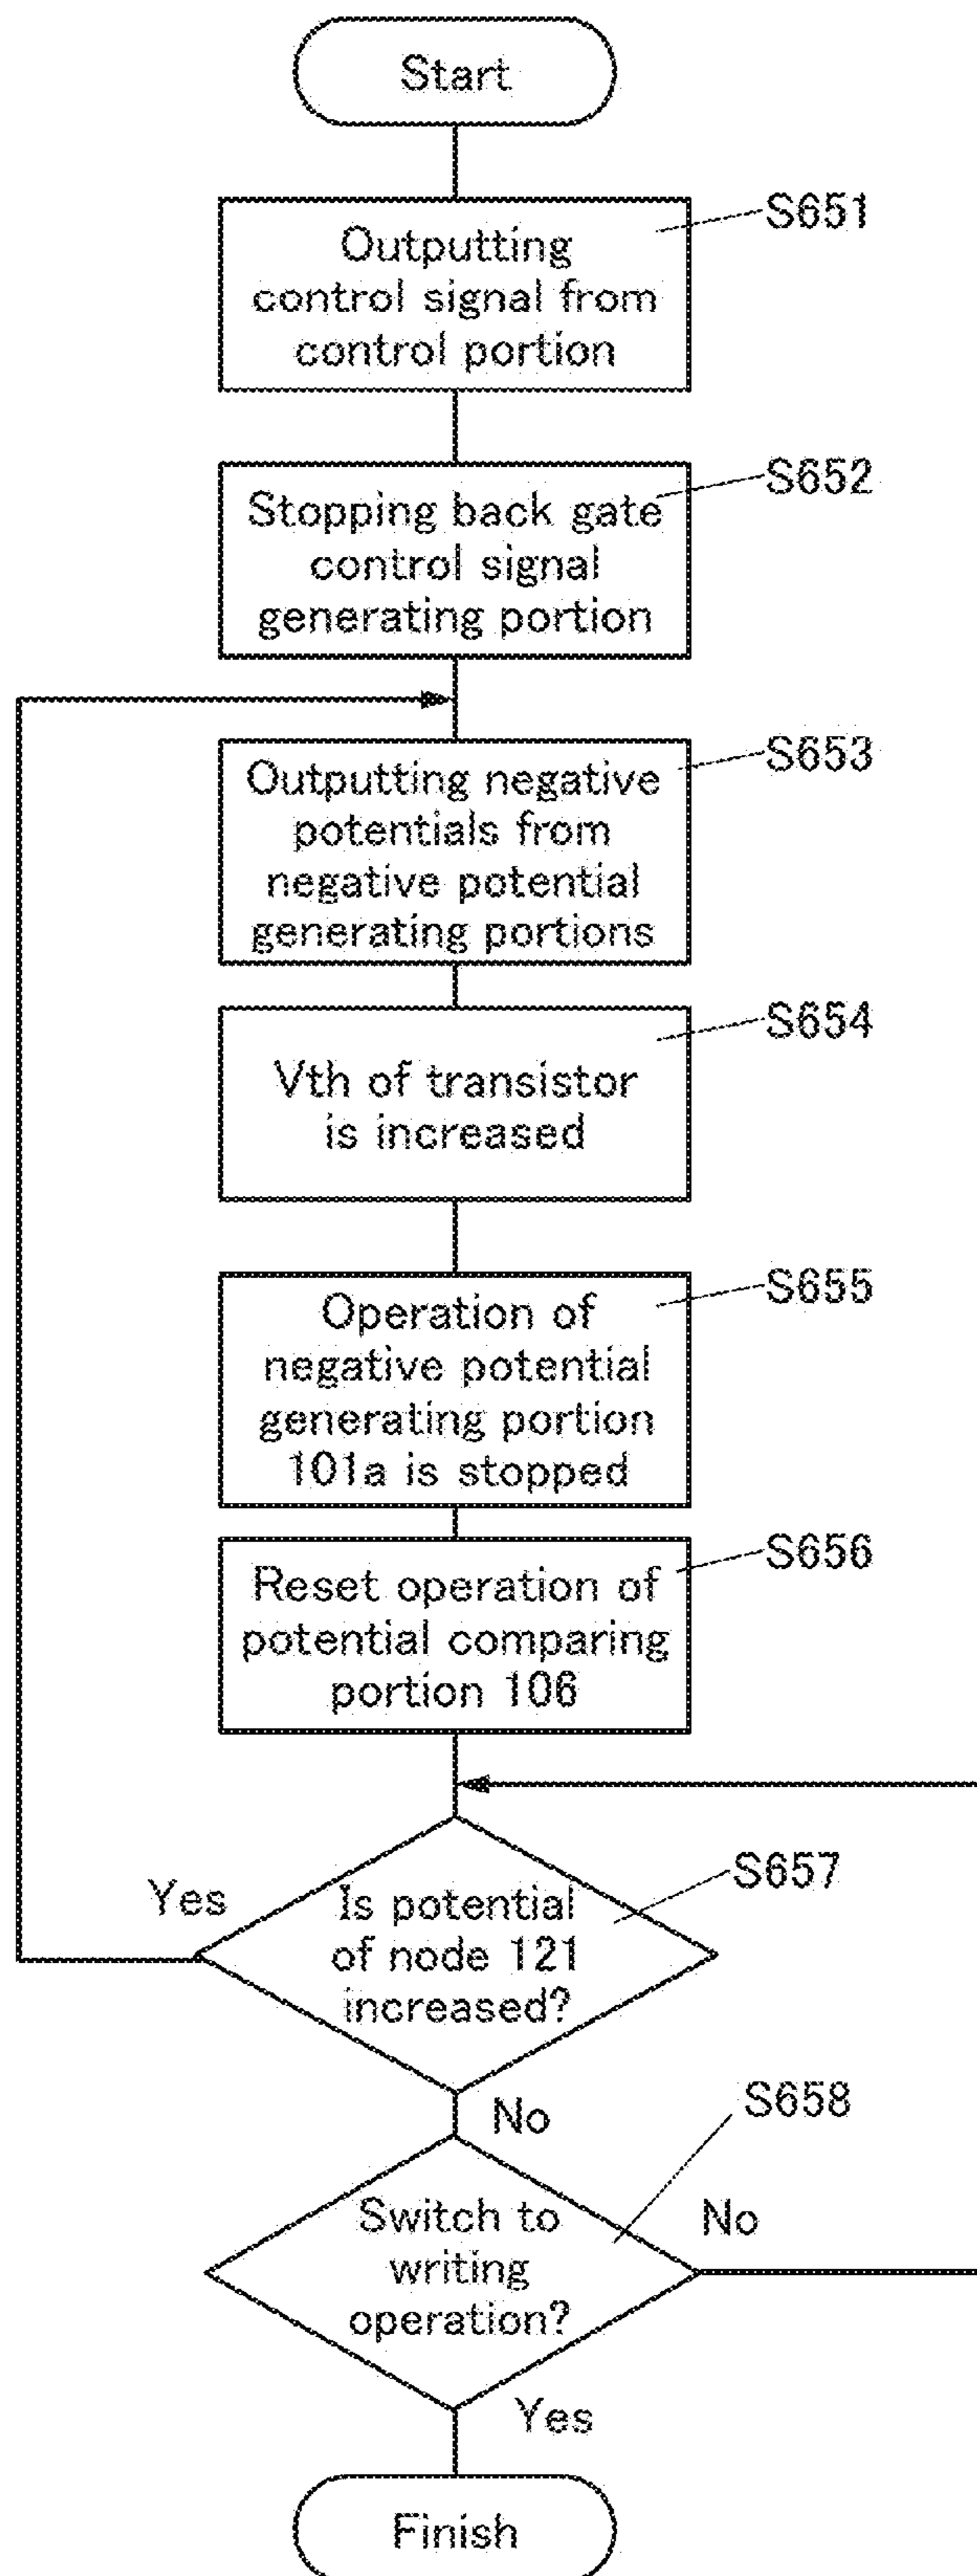 Start
S651
Outputting
control signal from
control portion
S652
Stopping back gate
control signal
generating portion
S653
Outputting negative
potentials from
negative potential
generating portions
S654
Vth of transistor
is increased
S655
Operation of
negative potential
generating portion
101a is stopped
S656
Reset operation of
potential comparing
portion 106
S657
Yes
Is potential
of node 121
increased?
No
S658
Switch to
writing
operation?
No
Yes
Finish